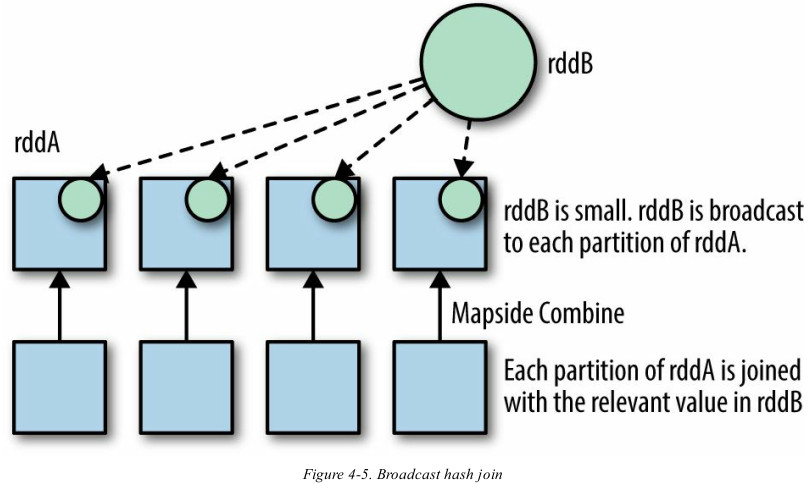 rddB
rddA
rddB is small. rddB is broadcast
to each partition of rddA.
Mapside Combine
Each partition of rddA is joined
with the relevant value in rddB
Figure 4-5. Broadcast hash join